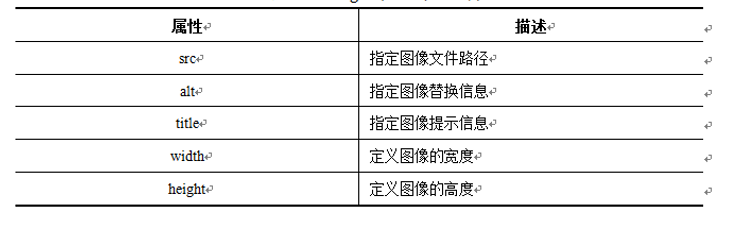 属性 描述
src 指定图像文件路径
alt 指定图像替换信息
title 指定图像提示信息
width 定义图像的宽度
height 定义图像的高度